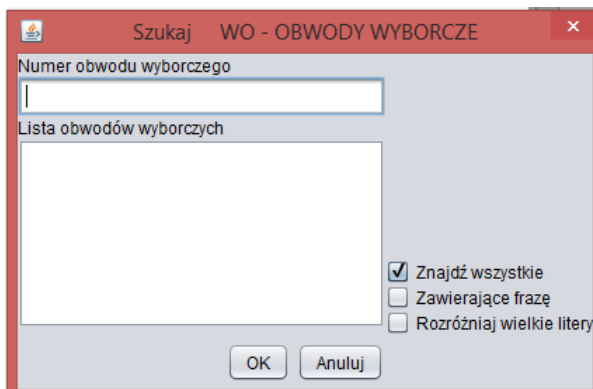 Szukaj WO - OBWODY WYBORCZE
Numer obwodu wyborczego
Lista obwodów wyborczych
Znajdź wszystkie
Zawierające frazę
Rozróżniaj wielkie litery
OK Anuluj